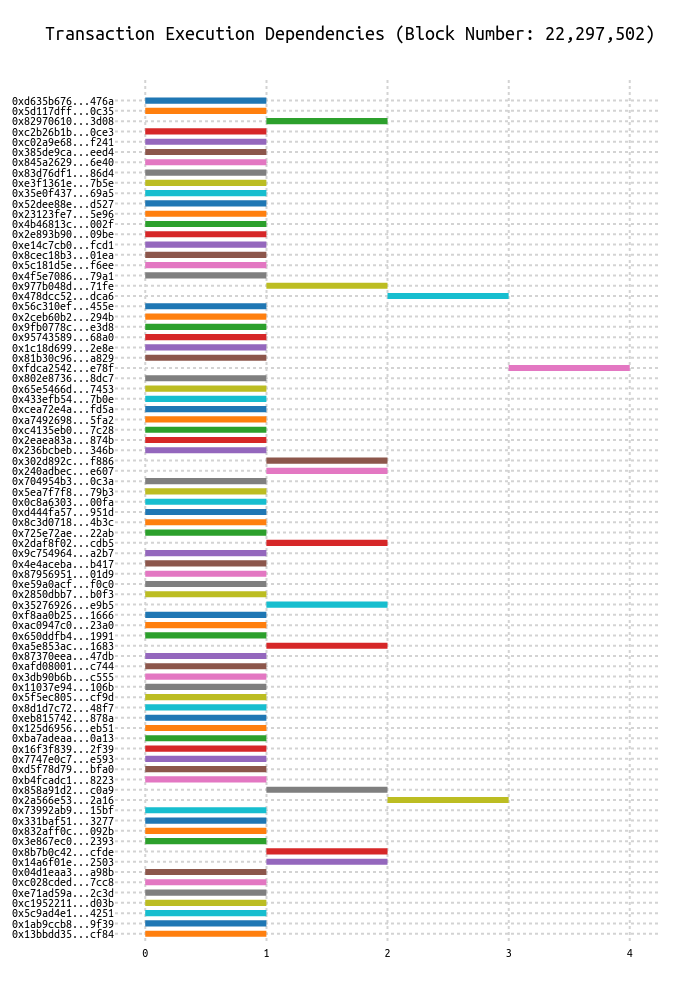 Transaction Execution Dependencies (Block Number: 22,297,502)
0xd635b676...476a
0x5d117dff...0c35
0x82970610...3d08
0xc2b26b1b...0ce3
0xc02a9e68...f241
0x385de9ca...eed4
0x845a2629...6e40
0x83d76df1...86d4
0xe3f1361e...7b5e
0x35e0f437...69a5
0x52dee88e...d527
0x23123fe7...5e96
0x4b46813c...002f
0x2e893b90...09be
0xe14c7cb0...fcd1
0x8cec18b3...01ea
0x5c181d5e...f6ee
0x4f5e7086...79a1
0x977b048d...71fe
0x478dcc52...dca6
0x56c310ef...455e
0x2ceb60b2...294b
0x9fb0778c...e3d8
0x95743589...68a0
0x1c18d699...2e8e
0x81b30c96...a829
0xfdca2542...e78f
0x802e8736...8dc7
0x65e5466d...7453
0x433efb54...7b0e
0xcea72e4a...fd5a
0xa7492698...5fa2
0xc4135eb0...7c28
0x2eaea83a...874b
0x236bcbeb...346b
0x302d892c...f886
0x240adbec...e607
0x704954b3...0c3a
0x5ea7f7f8...79b3
0x0c8a6303...00fa
0xd444fa57...951d
0x8c3d0718...4b3c
0x725e72ae...22ab
0x2daf8f02...cdb5
0x9c754964...a2b7
0x4e4aceba...b417
0x87956951...01d9
0xe59a0acf...f0c0
0x2850dbb7...b0f3
0x35276926...e9b5
0xf8aa0b25...1666
0xac0947c0...23a0
0x650ddfb4...1991
0xa5e853ac...1683
0x87370eea...47db
0xafd08001...c744
0x3db90b6b...c555
0x11037e94...106b
0x5f5ec805...cf9d
0x8d1d7c72...48f7
0xeb815742...878a
0x125d6956...eb51
0xba7adeaa...0a13
0x16f3f839...2f39
0x7747e0c7...e593
0xd5f78d79...bfa0
0xb4fcadc1...8223
0x858a91d2...c0a9
0x2a566e53...2a16
0x73992ab9...15bf
0x331baf51...3277
0x832aff0c...092b
0x3e867ec0...2393
0x8b7b0c42...cfde
0x14a6f01e...2503
0x04d1eaa3...a98b
0xc028cded...7cc8
0xe71ad59a...2c3d
0xc1952211...d03b
0x5c9ad4e1...4251
0x1ab9ccb8...9f39
0x13bbdd35...cf84
0 1 2 3 4